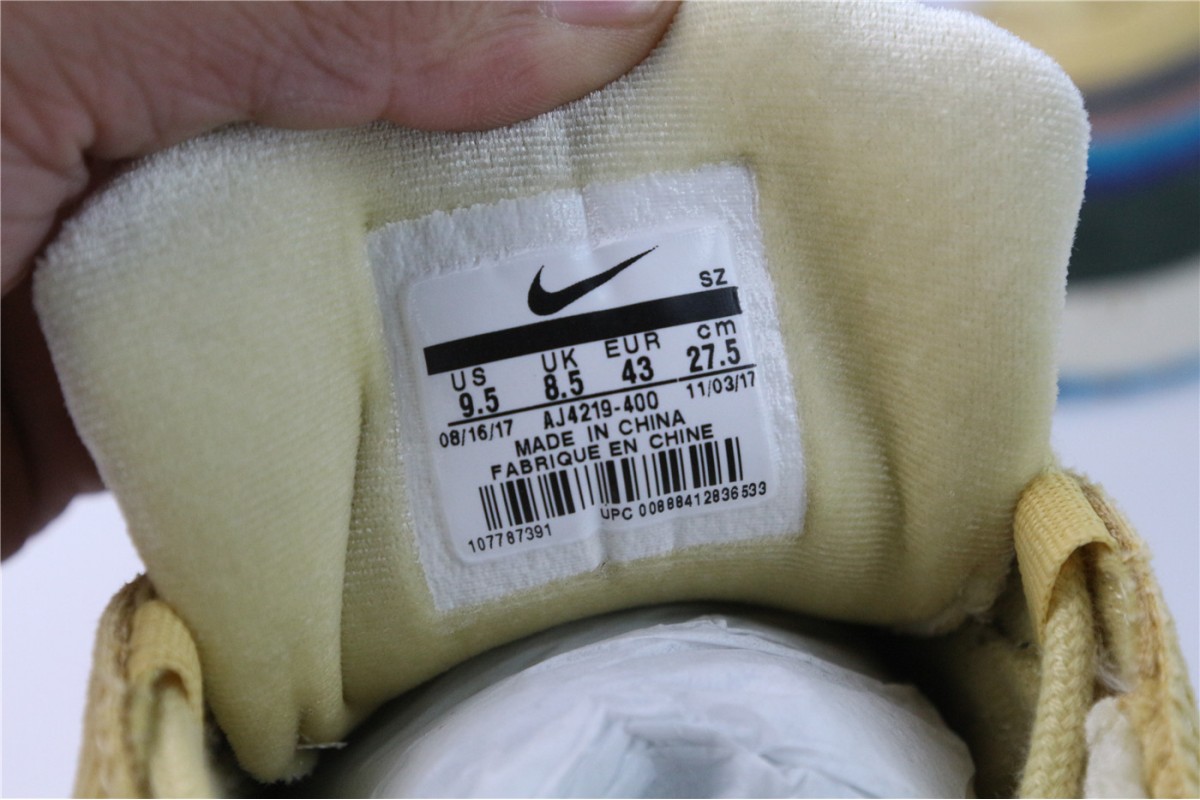 SZ
US UK EUR cm
9.5 8.5 43 27.5
08/16/17 AJ4219-400 11/03/17
MADE IN CHINA
FABRIQUE EN CHINE
107787391 UPC 00888412836533